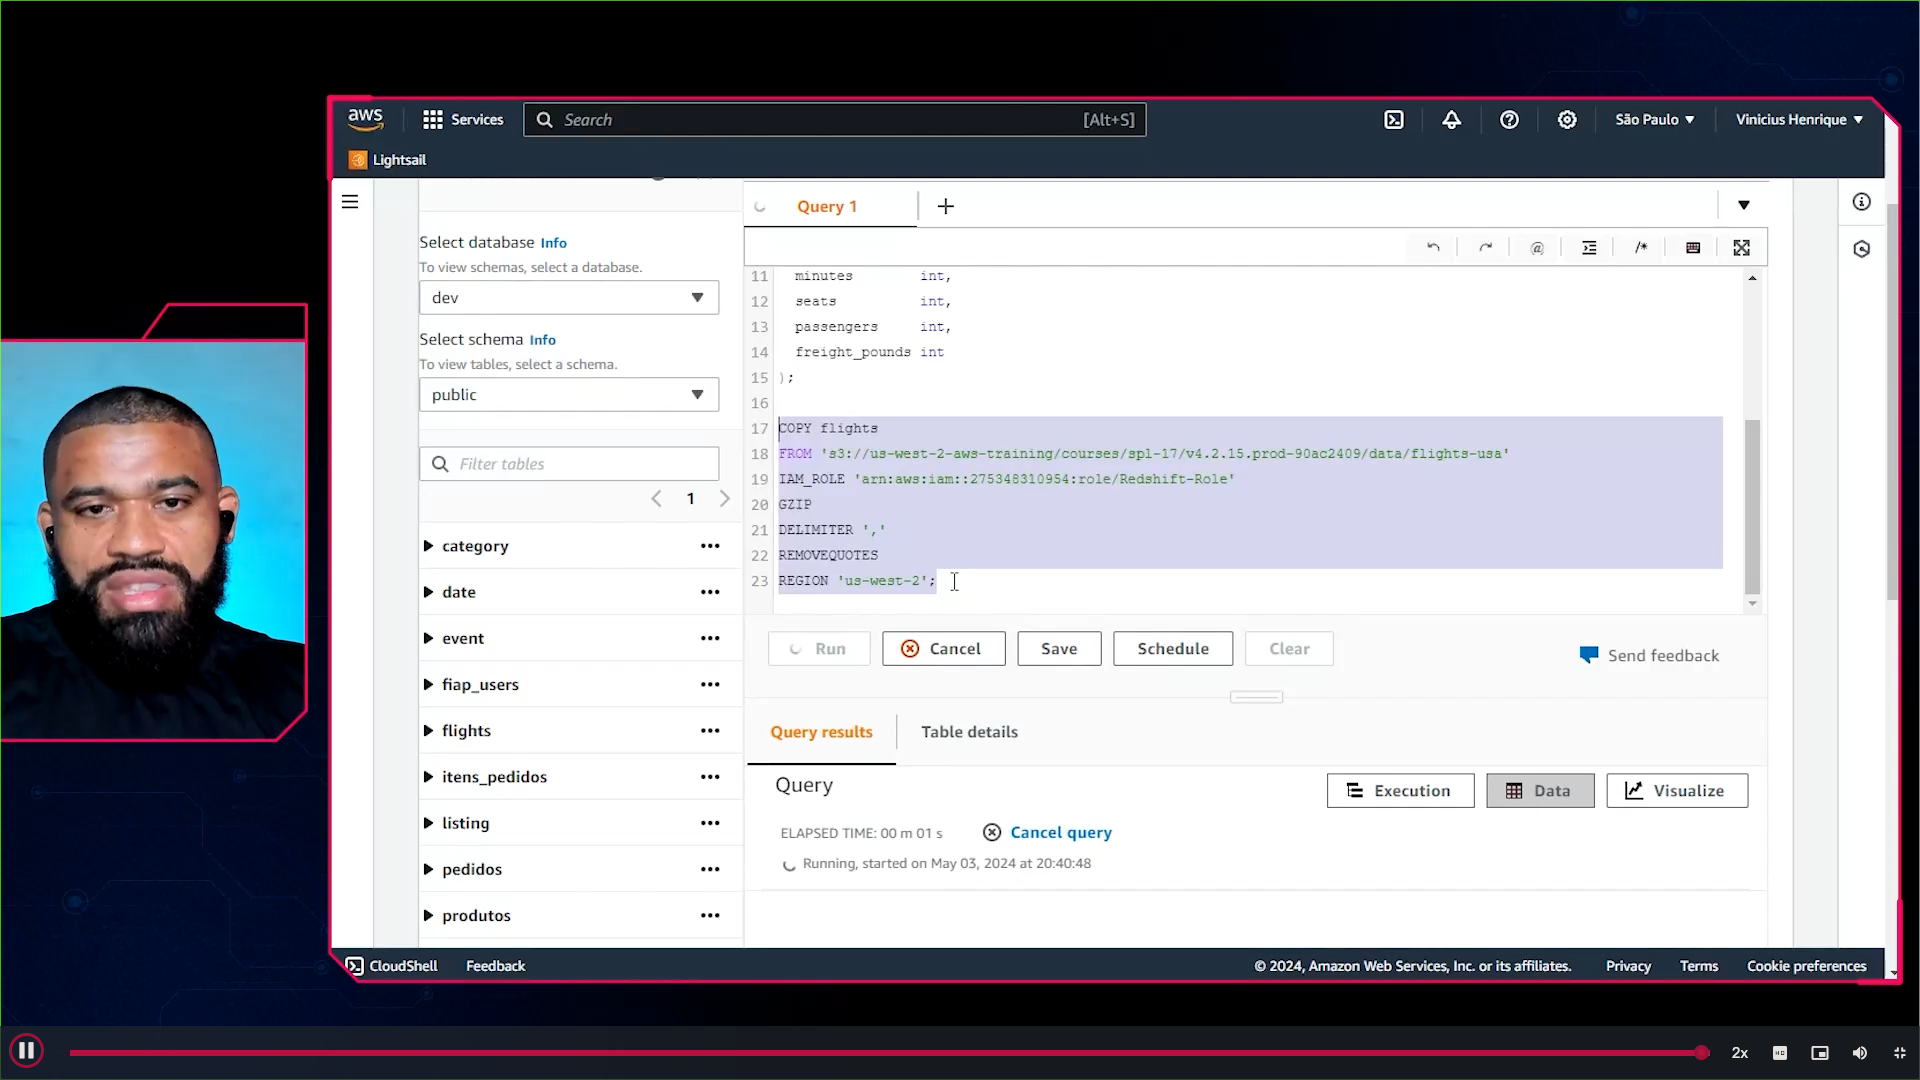 aws
Services
Search
[Alt+S]
São Paulo
Vinicius Henrique
Lightsail
Query 1
Select database Info
To view schemas, select a database.
dev
Select schema Info
To view tables, select a schema.
public
Filter tables
1
category
date
event
fiap_users
flights
itens_pedidos
listing
pedidos
produtos
@
/*
11 minutes int,
12 seats int,
13 passengers int,
14 freight_pounds int
15 );
16
17 COPY flights
18 FROM 's3://us-west-2-aws-training/courses/spl-17/v4.2.15.prod-90ac2409/data/flights-usa'
19 IAM_ROLE 'arn:aws:iam::275348310954:role/Redshift-Role'
20 GZIP
21 DELIMITER ','
22 REMOVEQUOTES
23 REGION 'us-west-2';
Run
Cancel
Save
Schedule
Clear
Send feedback
Query results
Table details
Query
Execution
Data
Visualize
ELAPSED TIME: 00 m 01 s
Cancel query
Running, started on May 03, 2024 at 20:40:48
CloudShell
Feedback
© 2024, Amazon Web Services, Inc. or its affiliates.
Privacy
Terms
Cookie preferences
2x
HD